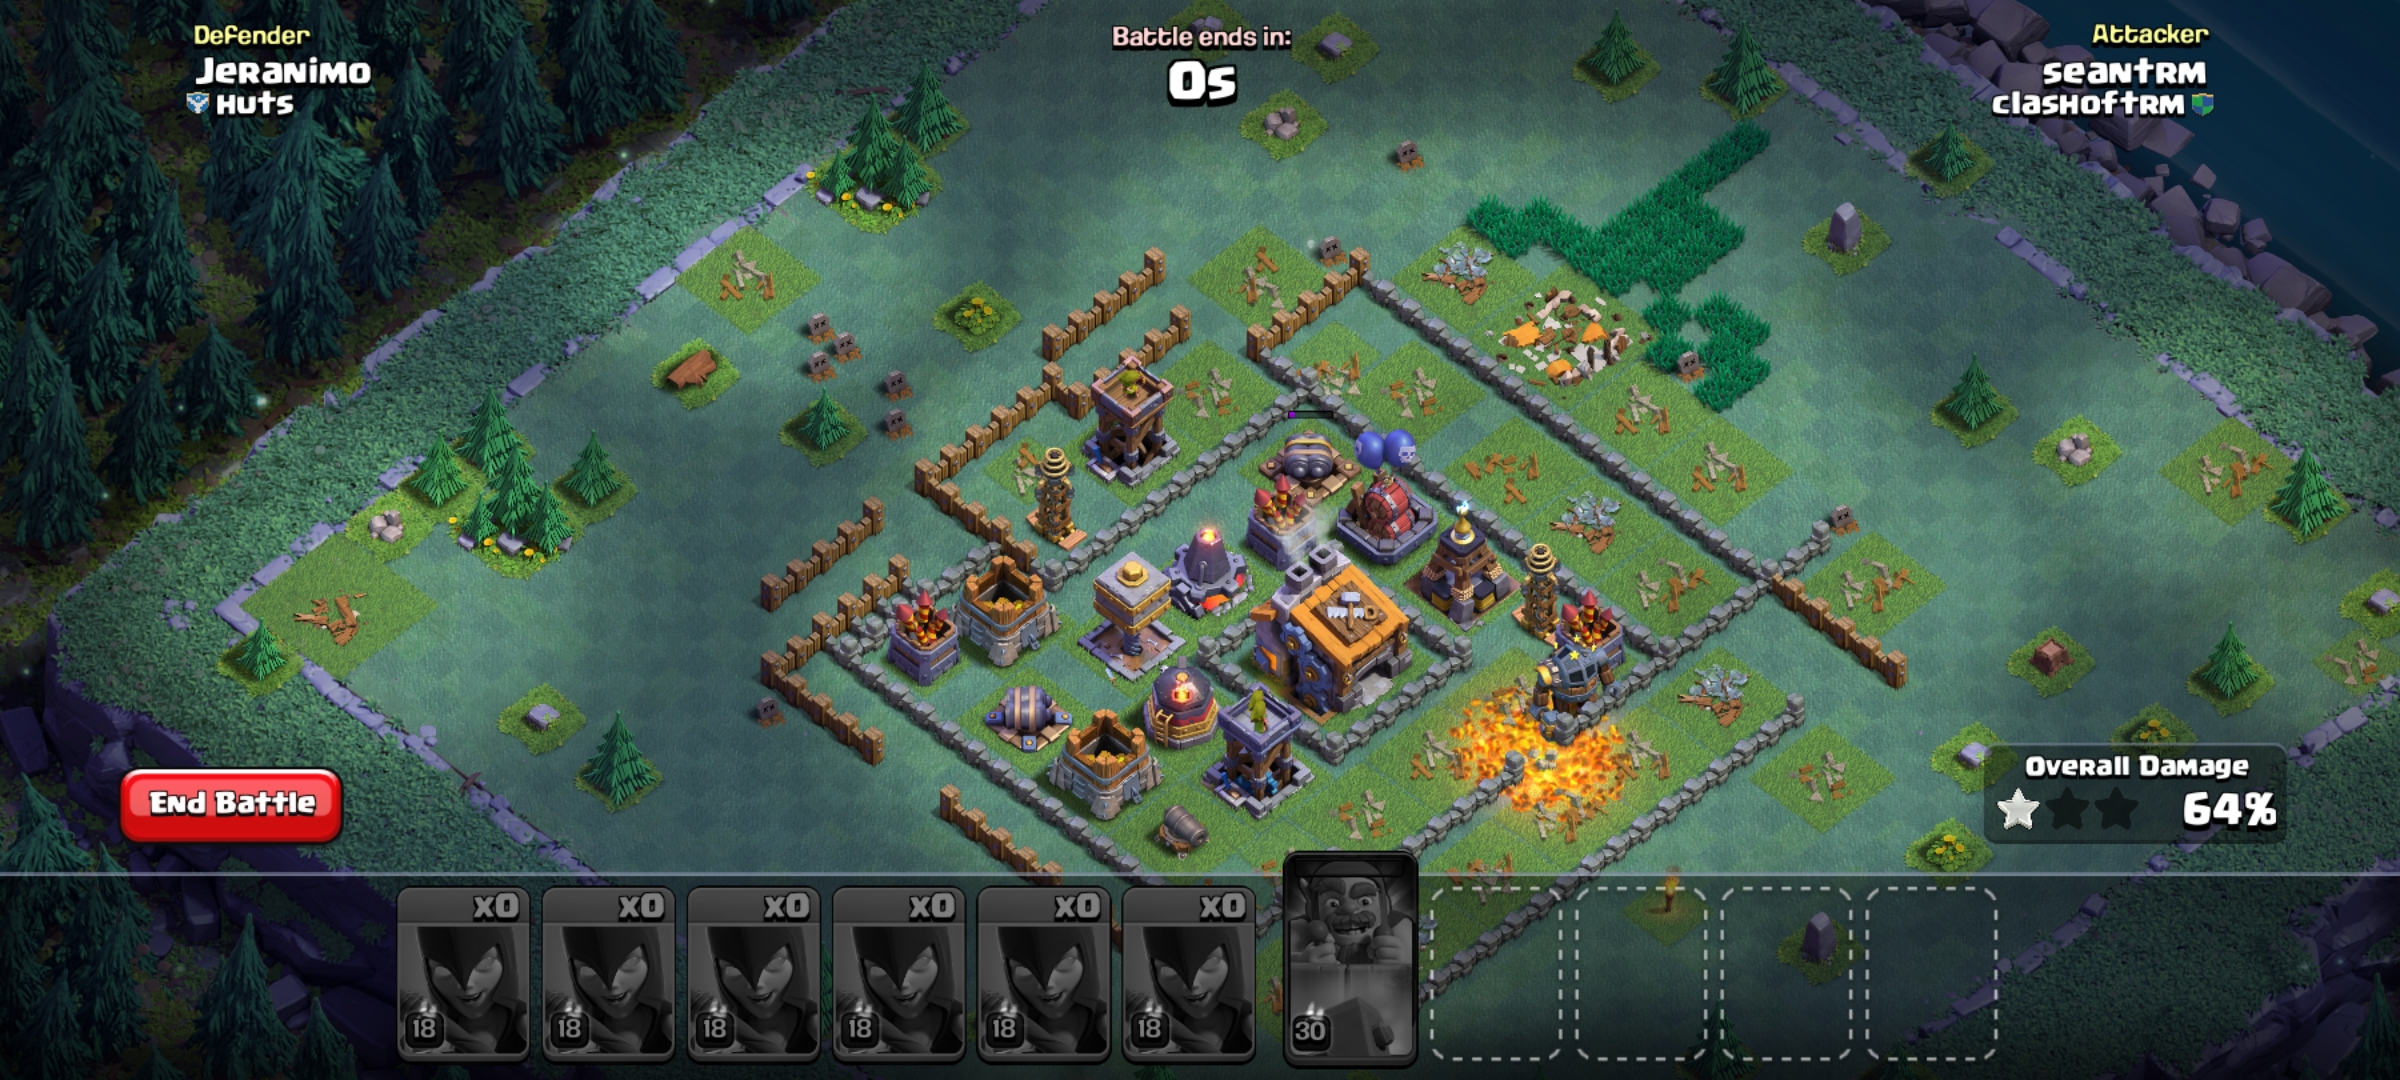 Defender
Jeranimo
Huts
Battle ends in:
0s
Attacker
seantrm
clashoftrm
End Battle
Overall Damage
64%
x0
x0
x0
x0
x0
x0
18
18
18
18
18
18
30